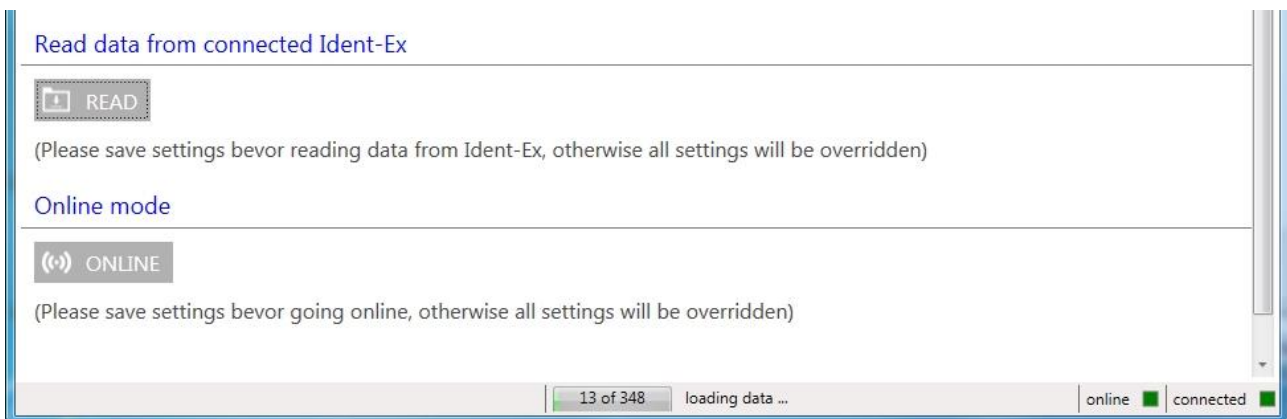 Read data from connected Ident-Ex
READ
(Please save settings bevor reading data from Ident-Ex, otherwise all settings will be overridden)
Online mode
ONLINE
(Please save settings bevor going online, otherwise all settings will be overridden)
13 of 348 loading data ... online connected